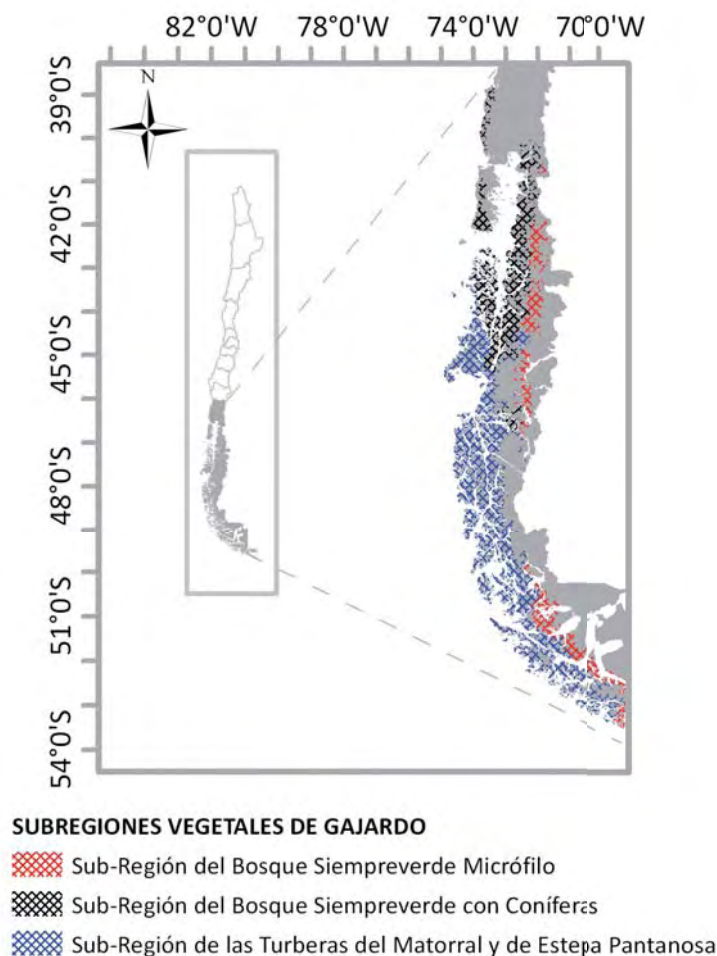 82°0'W 78°0'W 74°0'W 70°0'W
N
39°0'S
42°0'S
45°0'S
48°0'S
51°0'S
54°0'S
SUBREGIONES VEGETALES DE GAJARDO
Sub-Región del Bosque Siempreverde Micrófilo
Sub-Región del Bosque Siempreverde con Coníferas
Sub-Región de las Turberas del Matorral y de Estepa Pantanosa